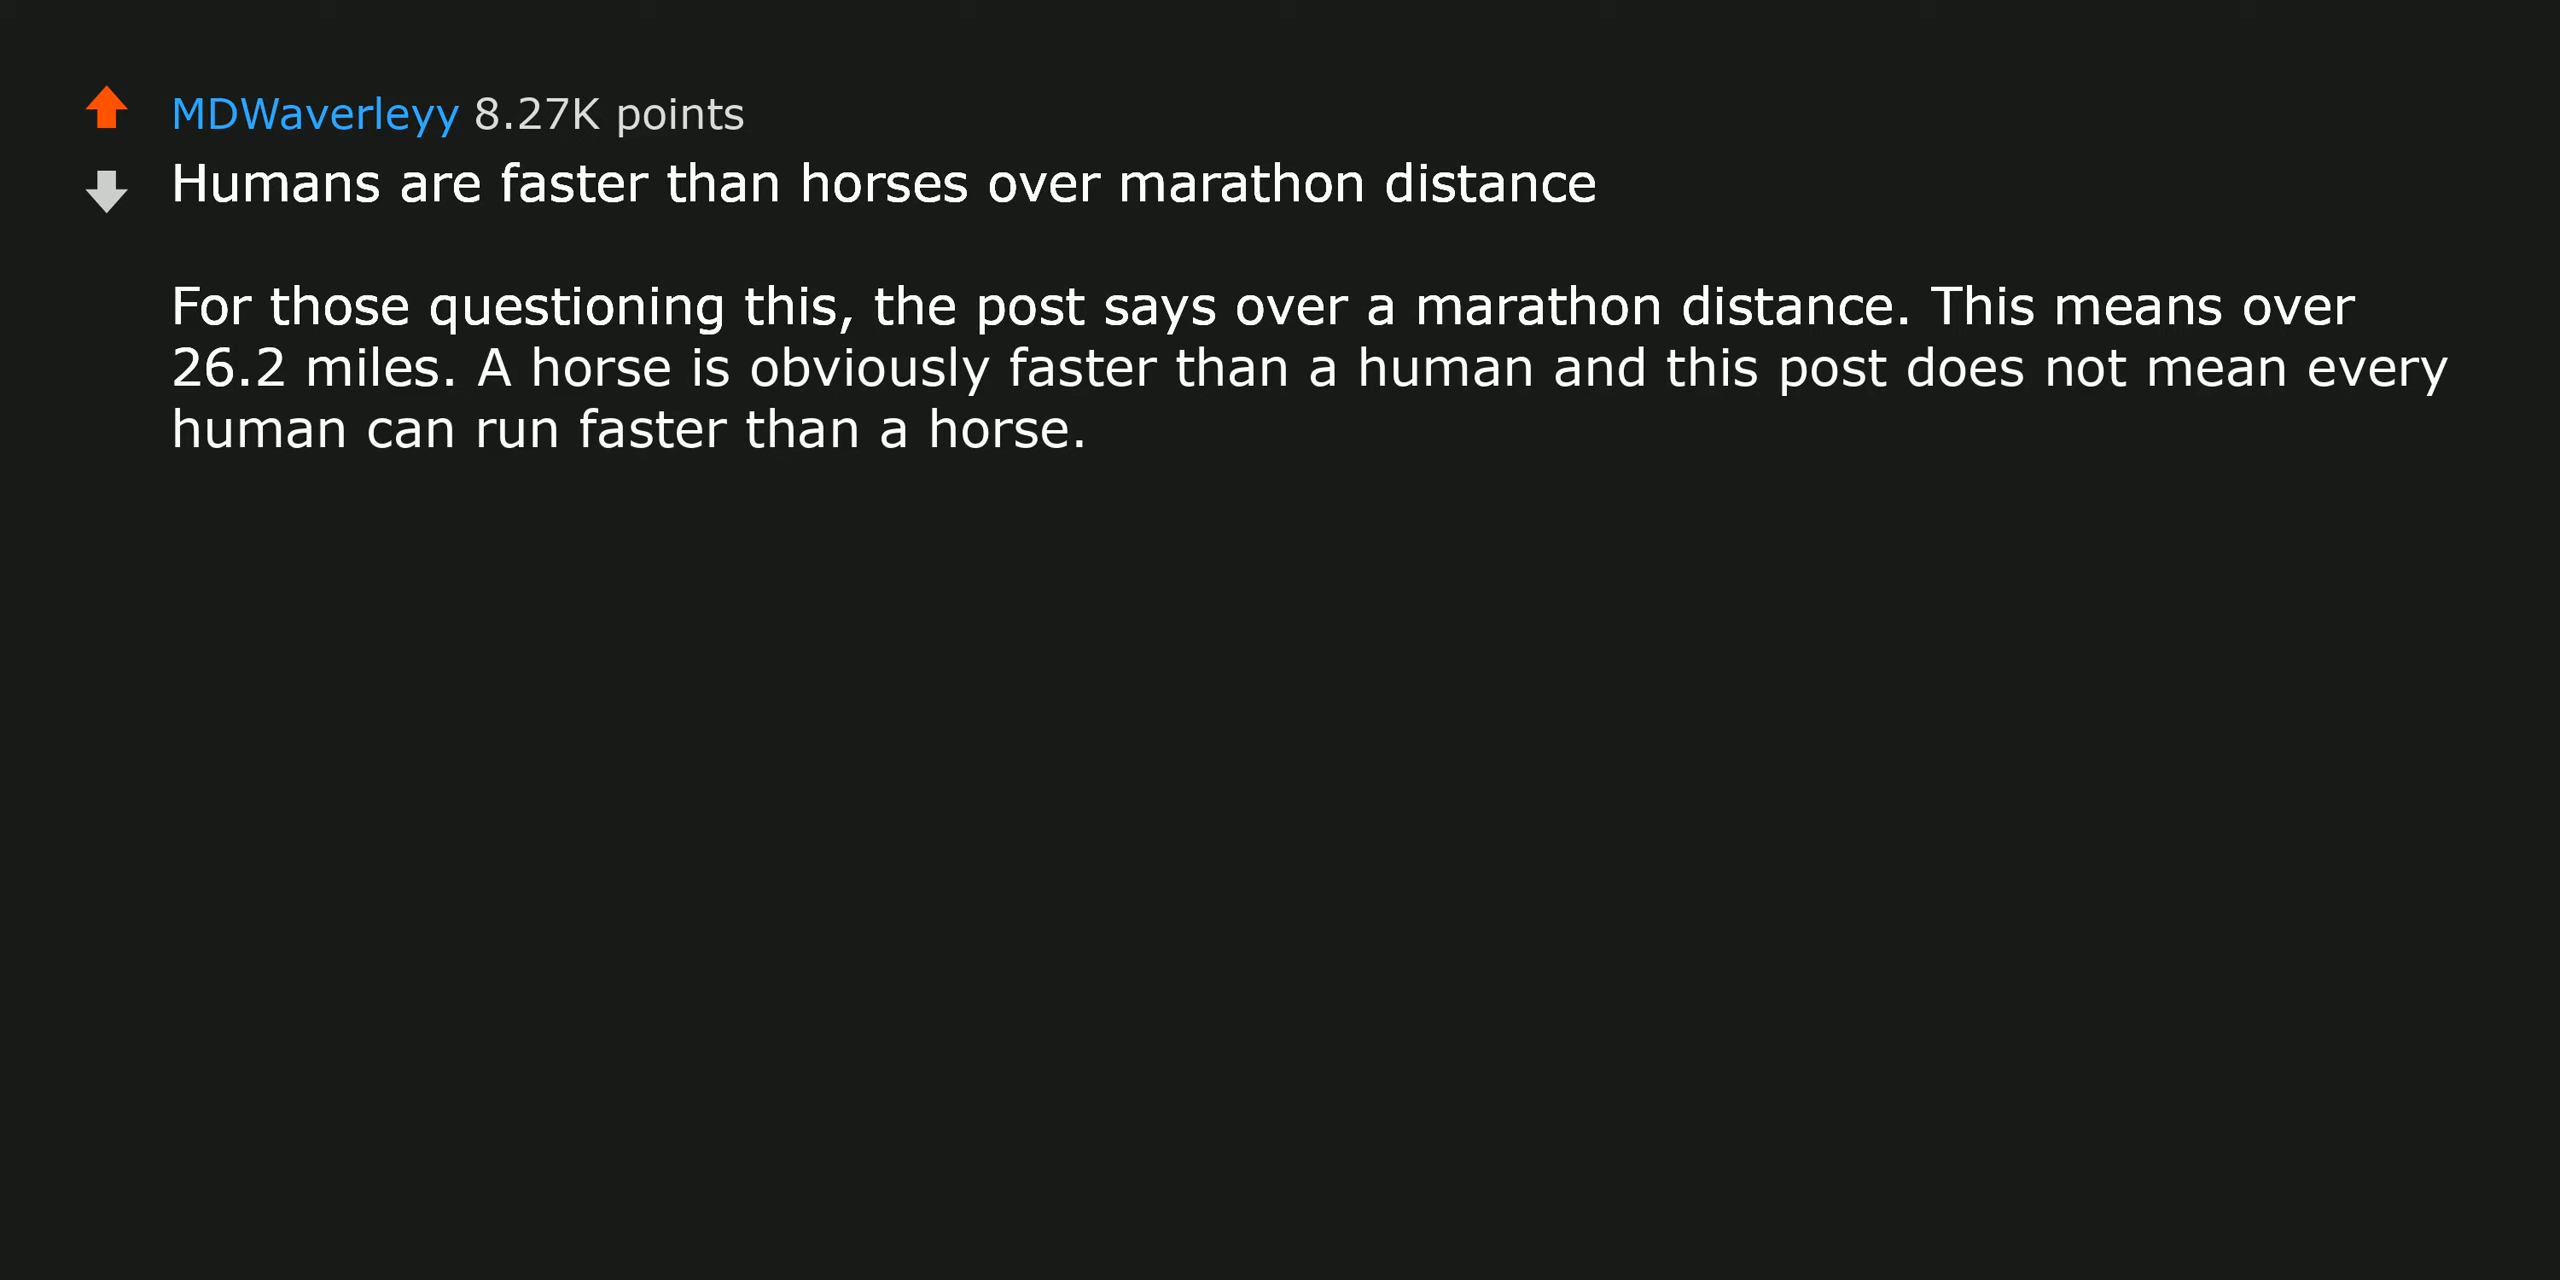 MDWaverleyy 8.27K points
Humans are faster than horses over marathon distance
For those questioning this, the post says over a marathon distance. This means over
26.2 miles. A horse is obviously faster than a human and this post does not mean every
human can run faster than a horse.